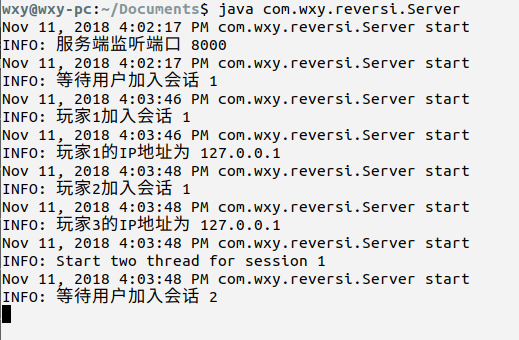 wxy@wxy-pc:~/Documents$ java com.wxy.reversi.Server
Nov 11, 2018 4:02:17 PM com.wxy.reversi.Server start
INFO: 服务端监听端口 8000
Nov 11, 2018 4:02:17 PM com.wxy.reversi.Server start
INFO: 等待用户加入会话 1
Nov 11, 2018 4:03:46 PM com.wxy.reversi.Server start
INFO: 玩家1加入会话 1
Nov 11, 2018 4:03:46 PM com.wxy.reversi.Server start
INFO: 玩家1的IP地址为 127.0.0.1
Nov 11, 2018 4:03:48 PM com.wxy.reversi.Server start
INFO: 玩家2加入会话 1
Nov 11, 2018 4:03:48 PM com.wxy.reversi.Server start
INFO: 玩家3的IP地址为 127.0.0.1
Nov 11, 2018 4:03:48 PM com.wxy.reversi.Server start
INFO: Start two thread for session 1
Nov 11, 2018 4:03:48 PM com.wxy.reversi.Server start
INFO: 等待用户加入会话 2